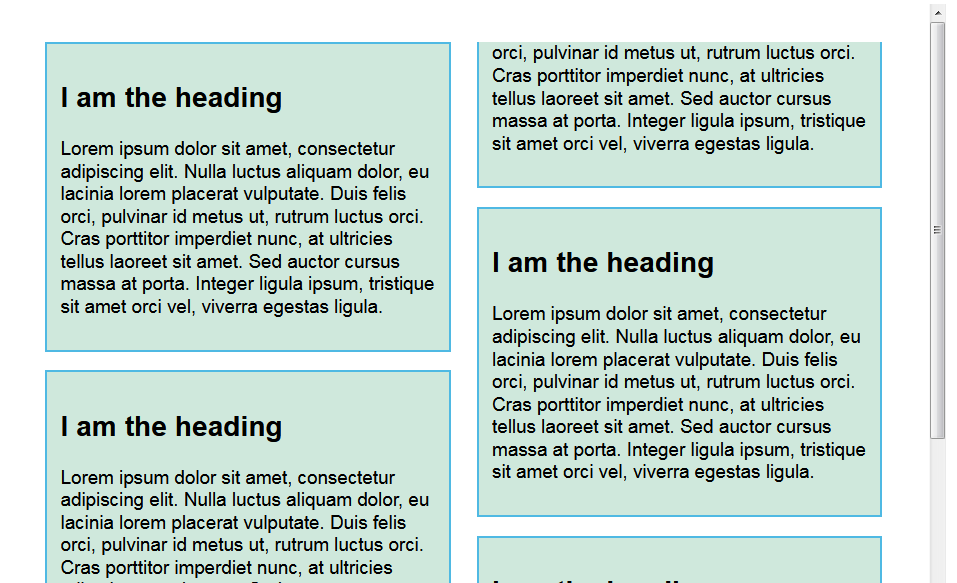 I am the heading
Lorem ipsum dolor sit amet, consectetur
adipiscing elit. Nulla luctus aliquam dolor, eu
lacinia lorem placerat vulputate. Duis felis
orci, pulvinar id metus ut, rutrum luctus orci.
Cras porttitor imperdiet nunc, at ultricies
tellus laoreet sit amet. Sed auctor cursus
massa at porta. Integer ligula ipsum, tristique
sit amet orci vel, viverra egestas ligula.
I am the heading
Lorem ipsum dolor sit amet, consectetur
adipiscing elit. Nulla luctus aliquam dolor, eu
lacinia lorem placerat vulputate. Duis felis
orci, pulvinar id metus ut, rutrum luctus orci.
Cras porttitor imperdiet nunc, at ultricies
orci, pulvinar id metus ut, rutrum luctus orci.
Cras porttitor imperdiet nunc, at ultricies
tellus laoreet sit amet. Sed auctor cursus
massa at porta. Integer ligula ipsum, tristique
sit amet orci vel, viverra egestas ligula.
I am the heading
Lorem ipsum dolor sit amet, consectetur
adipiscing elit. Nulla luctus aliquam dolor, eu
lacinia lorem placerat vulputate. Duis felis
orci, pulvinar id metus ut, rutrum luctus orci.
Cras porttitor imperdiet nunc, at ultricies
tellus laoreet sit amet. Sed auctor cursus
massa at porta. Integer ligula ipsum, tristique
sit amet orci vel, viverra egestas ligula.